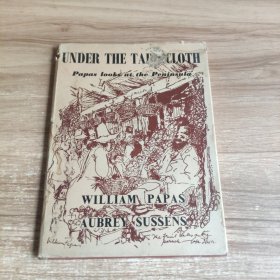 UNDER THE TABLECLOTH
Papas looks at the Peninsula
WILLIAM PAPAS
AUBREY SUSSENS